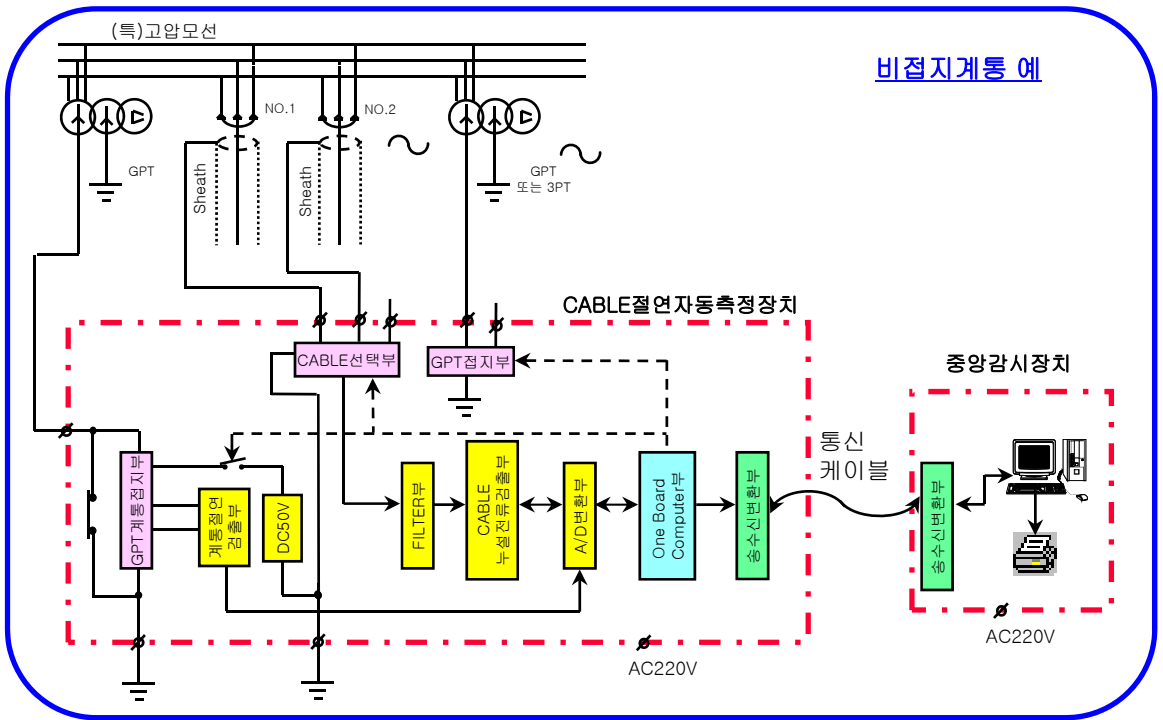 (특)고압모선
비접지계통 예
NO.1
NO.2
GPT
Sheath
Sheath
GPT
또는 3PT
CABLE절연자동측정장치
CABLE선택부
GPT접지부
중앙감시장치
GPT계통접지부
계통절연
검출부
DC50V
FILTER부
CABLE
누설전류검출부
A/D변환부
One Board
Computer부
송수신변환부
통신
케이블
송수신변환부
AC220V
AC220V